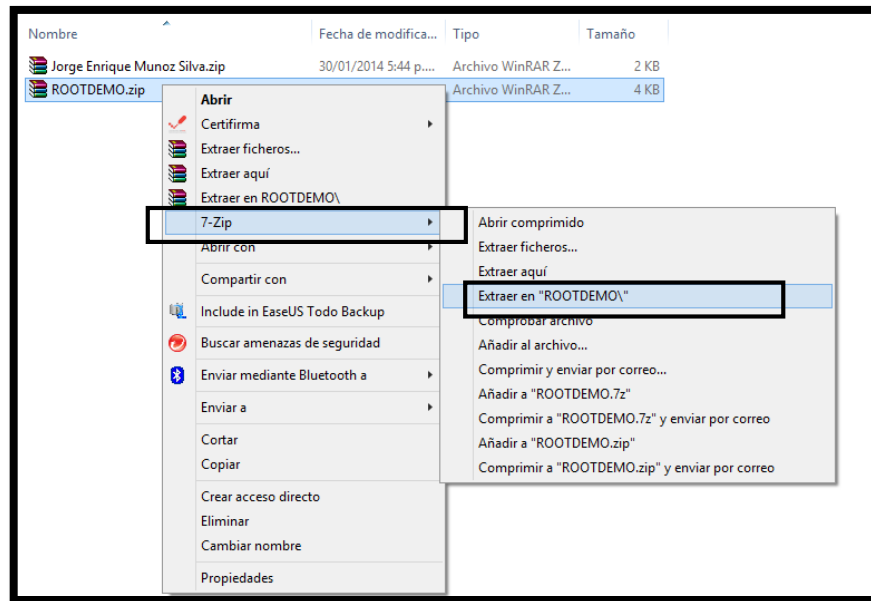 Nombre Fecha de modifica... Tipo Tamaño
Jorge Enrique Munoz Silva.zip 30/01/2014 5:44 p.... Archivo WinRAR Z... 2 KB
ROOTDEMO.zip Archivo WinRAR Z... 4 KB
Abrir
Certifirma
Extraer ficheros...
Extraer aquí
Extraer en ROOTDEMO\
7-Zip
Abrir con
Compartir con
Include in EaseUS Todo Backup
Buscar amenazas de seguridad
Enviar mediante Bluetooth a
Enviar a
Cortar
Copiar
Crear acceso directo
Eliminar
Cambiar nombre
Propiedades
Abrir comprimido
Extraer ficheros...
Extraer aquí
Extraer en "ROOTDEMO\"
Comprobar archivo
Añadir al archivo...
Comprimir y enviar por correo...
Añadir a "ROOTDEMO.7z"
Comprimir a "ROOTDEMO.7z" y enviar por correo
Añadir a "ROOTDEMO.zip"
Comprimir a "ROOTDEMO.zip" y enviar por correo